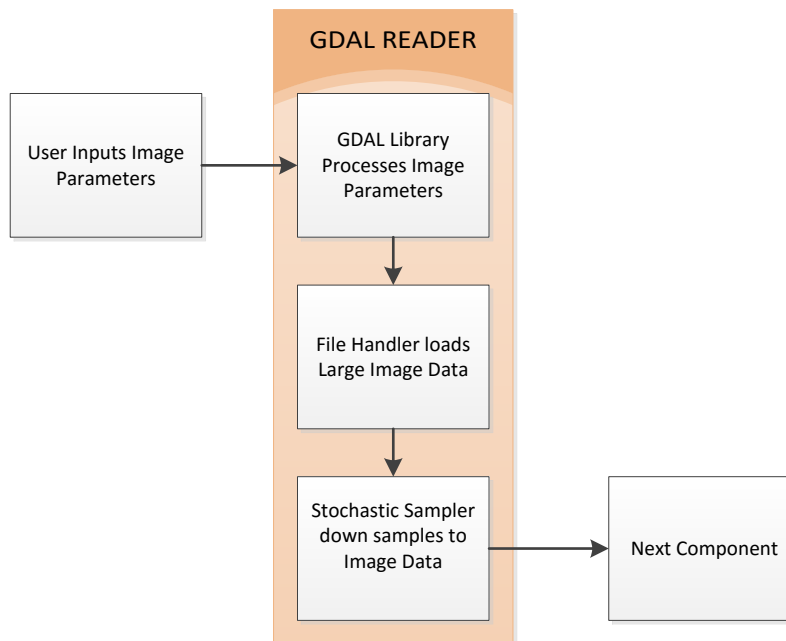 GDAL READER
User Inputs Image
Parameters
GDAL Library
Processes Image
Parameters
File Handler loads
Large Image Data
Stochastic Sampler
down samples to
Image Data
Next Component